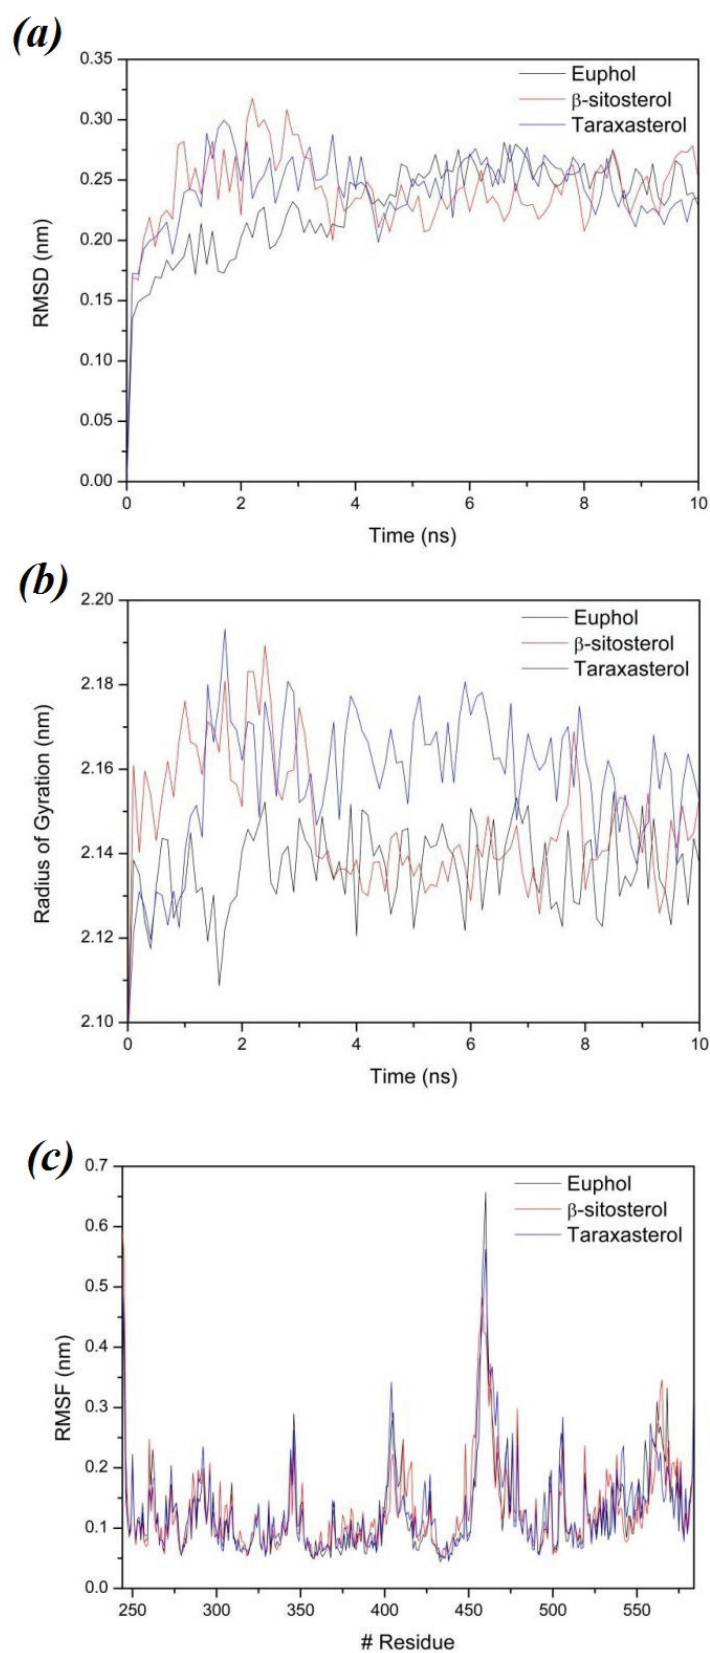 (a)
0.35
0.30
0.25
0.20
0.15
0.10
0.05
0.00
RMSD (nm)
Euphol
β-sitosterol
Taraxasterol
0 2 4 6 8 10
Time (ns)
(b)
2.20
2.18
2.16
2.14
2.12
2.10
Radius of Gyration (nm)
Euphol
β-sitosterol
Taraxasterol
0 2 4 6 8 10
Time (ns)
(c)
0.7
0.6
0.5
0.4
0.3
0.2
0.1
0.0
RMSF (nm)
Euphol
β-sitosterol
Taraxasterol
250 300 350 400 450 500 550
# Residue